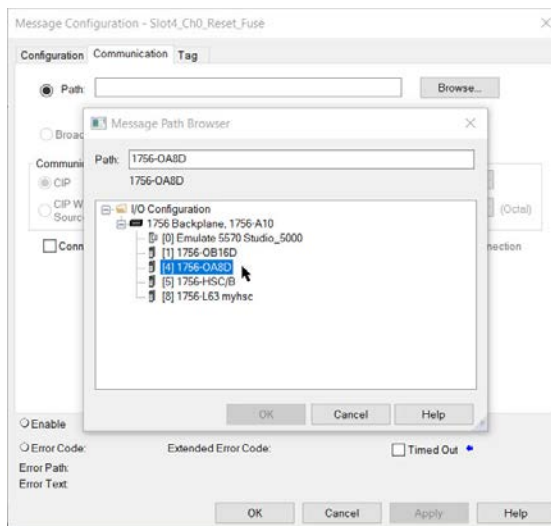 Message Configuration - Slot4_Ch0_Reset_Fuse
Configuration Communication Tag
Path: Browse...
Message Path Browser
Broad
Path: 1756-OA8D
1756-OA8D
Communi
CIP
CIP W
Source
(Octal)
I/O Configuration
1756 Backplane, 1756-A10
[0] Emulate 5570 Studio_5000
[1] 1756-OB16D
[4] 1756-OA8D
[5] 1756-HSC/B
[8] 1756-L63 myhsc
Conn
nection
OK Cancel Help
Enable
Error Code: Extended Error Code: Timed Out
Error Path:
Error Text:
OK Cancel Apply Help